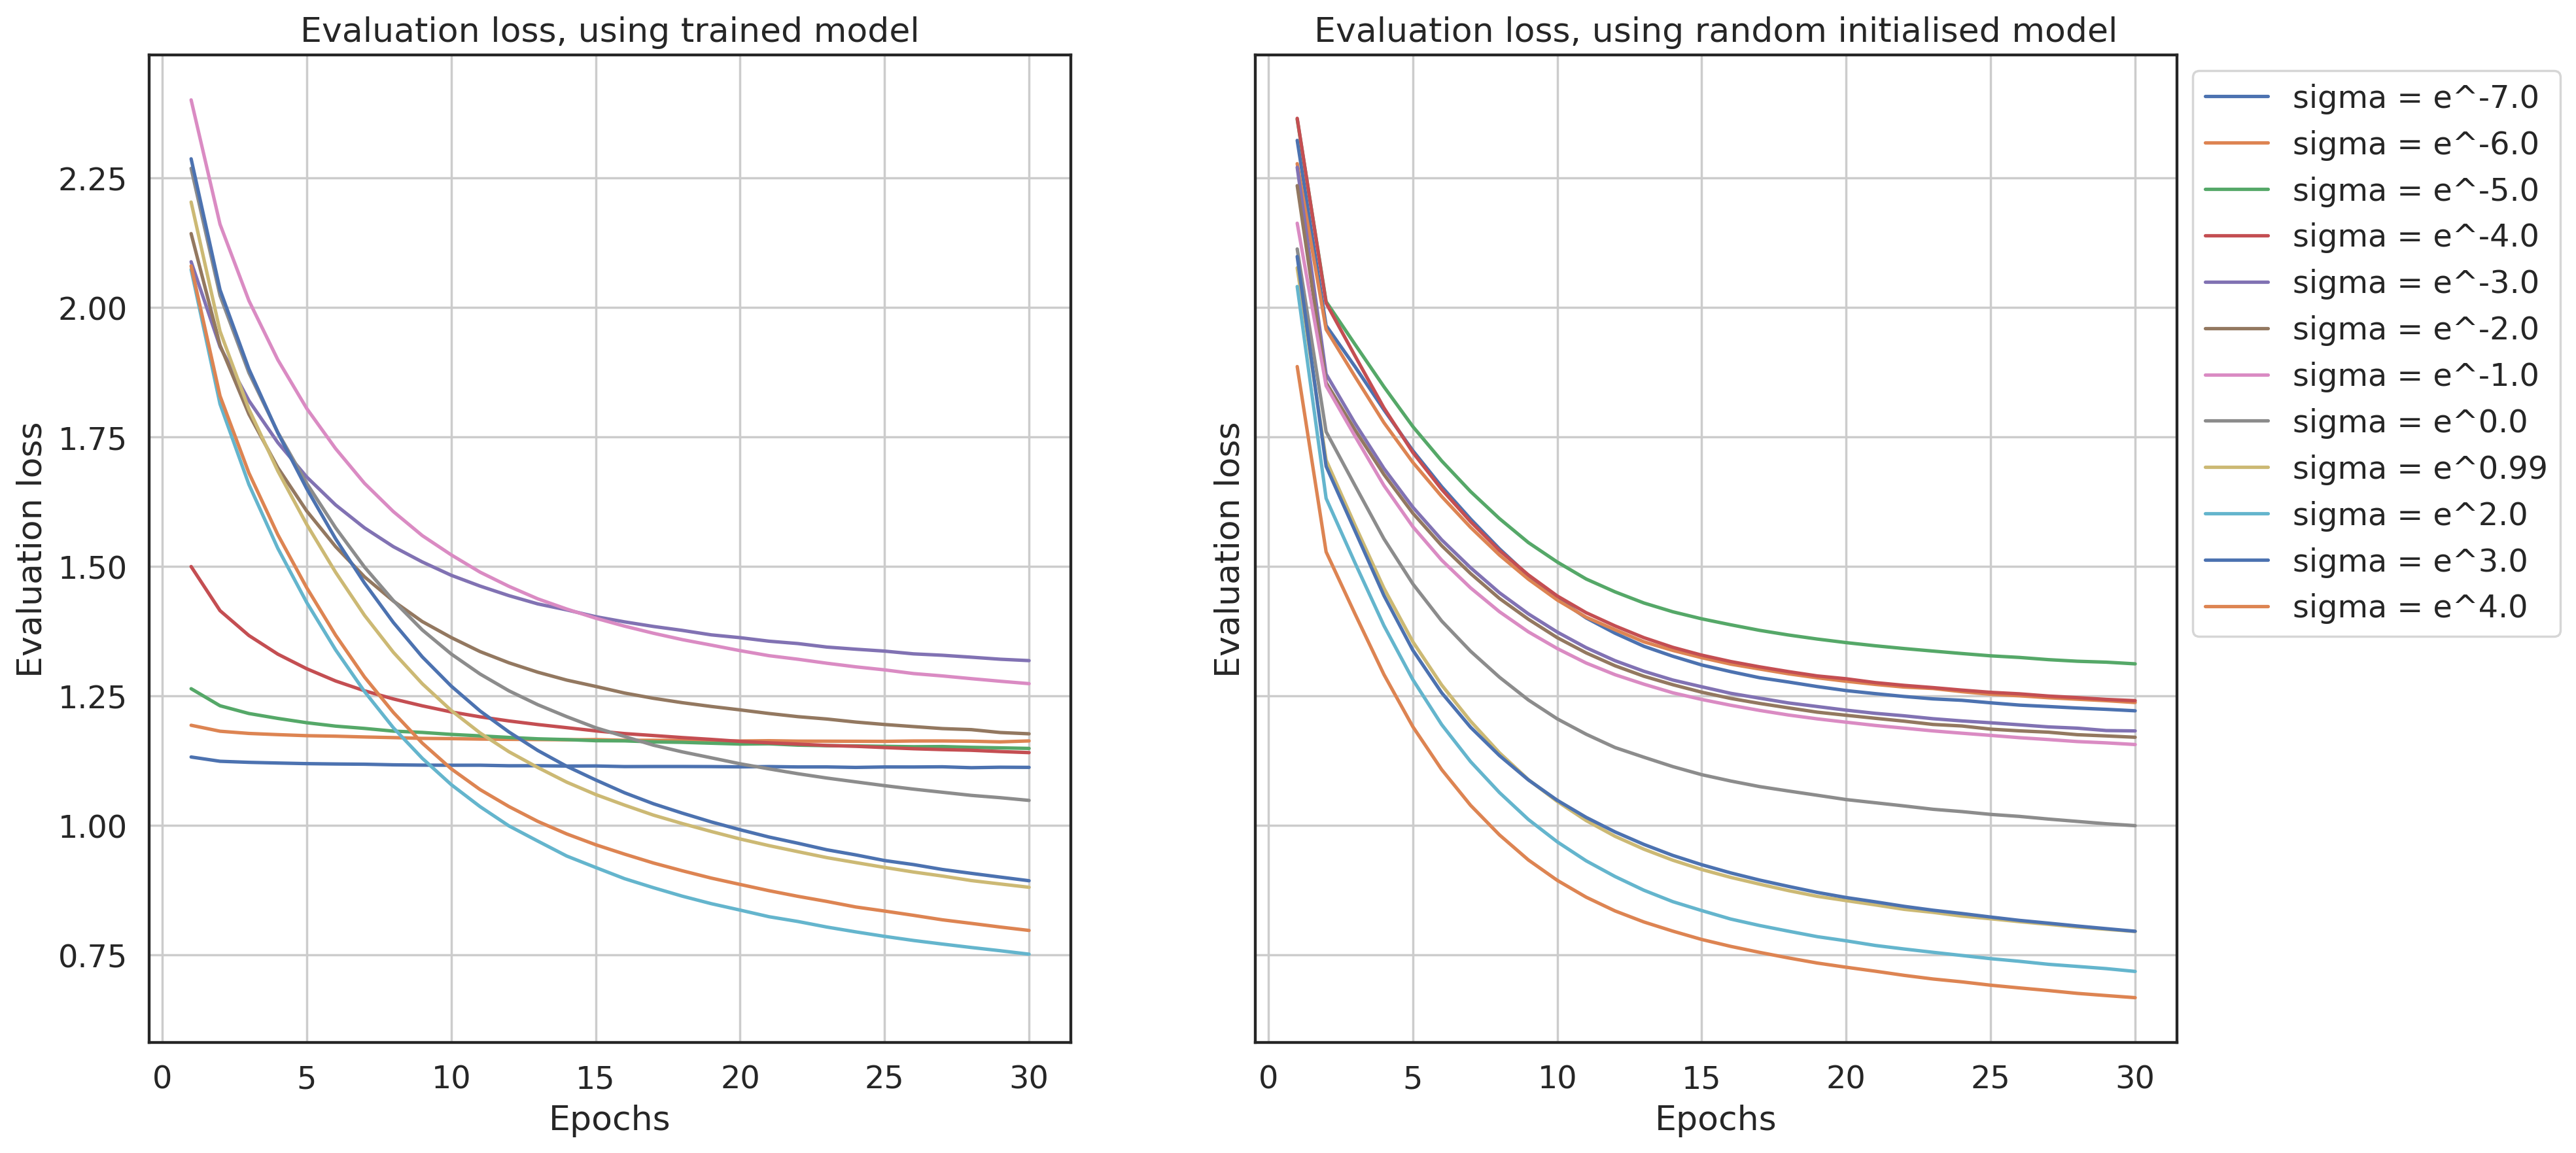 Evaluation loss, using trained model
Evaluation loss
2.25
2.00
1.75
1.50
1.25
1.00
0.75
0 5 10 15 20 25 30
Epochs
Evaluation loss, using random initialised model
Evaluation loss
0 5 10 15 20 25 30
Epochs
sigma = e^-7.0
sigma = e^-6.0
sigma = e^-5.0
sigma = e^-4.0
sigma = e^-3.0
sigma = e^-2.0
sigma = e^-1.0
sigma = e^0.0
sigma = e^0.99
sigma = e^2.0
sigma = e^3.0
sigma = e^4.0